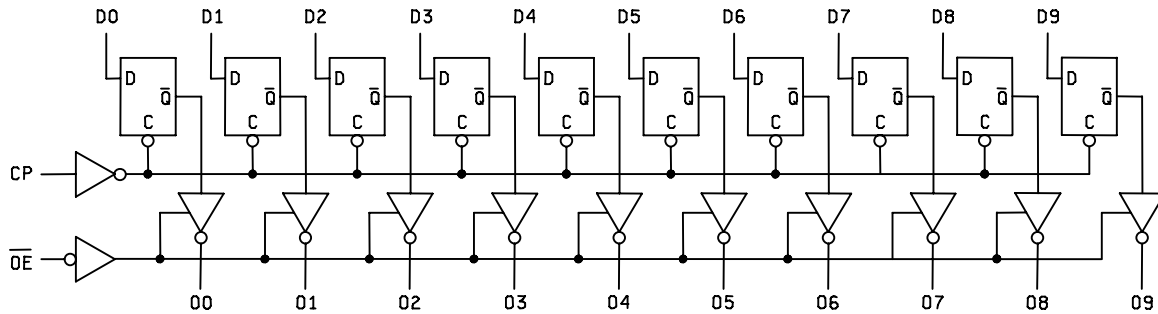 D0 D1 D2 D3 D4 D5 D6 D7 D8 D9
D D D D D D D D D D
Q̅ Q̅ Q̅ Q̅ Q̅ Q̅ Q̅ Q̅ Q̅ Q̅
C C C C C C C C C C
CP
O̅E̅
O0 O1 O2 O3 O4 O5 O6 O7 O8 O9